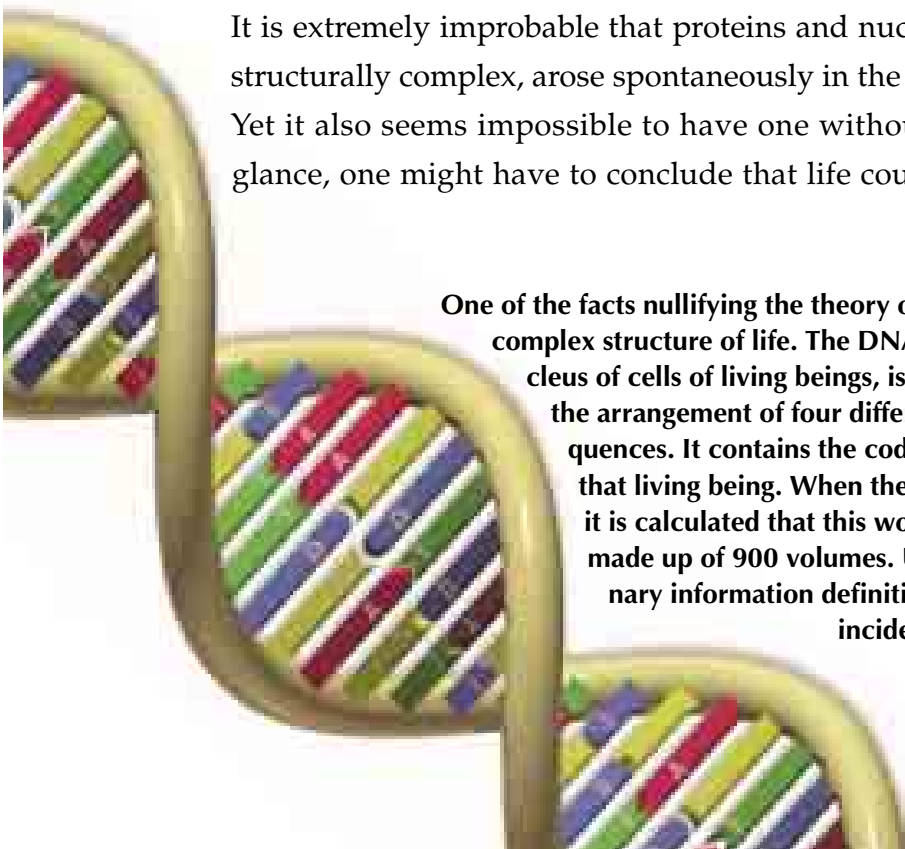 It is extremely improbable that proteins and nuc
structurally complex, arose spontaneously in the
Yet it also seems impossible to have one withou
glance, one might have to conclude that life cou
One of the facts nullifying the theory o
complex structure of life. The DNA
cleus of cells of living beings, is
the arrangement of four diffe
quences. It contains the cod
that living being. When the
it is calculated that this wo
made up of 900 volumes. U
nary information definiti
incide